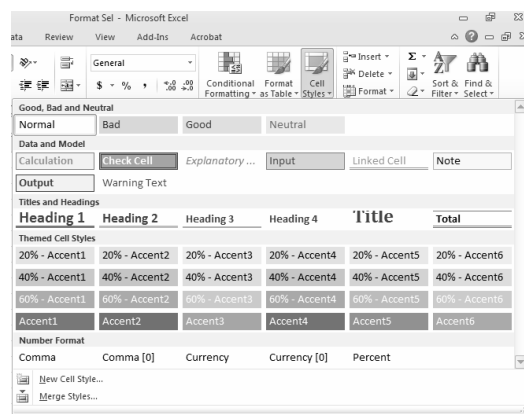 Format Sel - Microsoft Excel
ata Review View Add-Ins Acrobat
General
Insert
Delete
Format
$ % ,
Conditional Formatting
Format as Table
Cell Styles
Sort & Filter
Find & Select
Good, Bad and Neutral
Normal Bad Good Neutral
Data and Model
Calculation Check Cell Explanatory ... Input Linked Cell Note
Output Warning Text
Titles and Headings
Heading 1 Heading 2 Heading 3 Heading 4 Title Total
Themed Cell Styles
20% - Accent1 20% - Accent2 20% - Accent3 20% - Accent4 20% - Accent5 20% - Accent6
40% - Accent1 40% - Accent2 40% - Accent3 40% - Accent4 40% - Accent5 40% - Accent6
60% - Accent1 60% - Accent2 60% - Accent3 60% - Accent4 60% - Accent5 60% - Accent6
Accent1 Accent2 Accent3 Accent4 Accent5 Accent6
Number Format
Comma Comma [0] Currency Currency [0] Percent
New Cell Style...
Merge Styles...